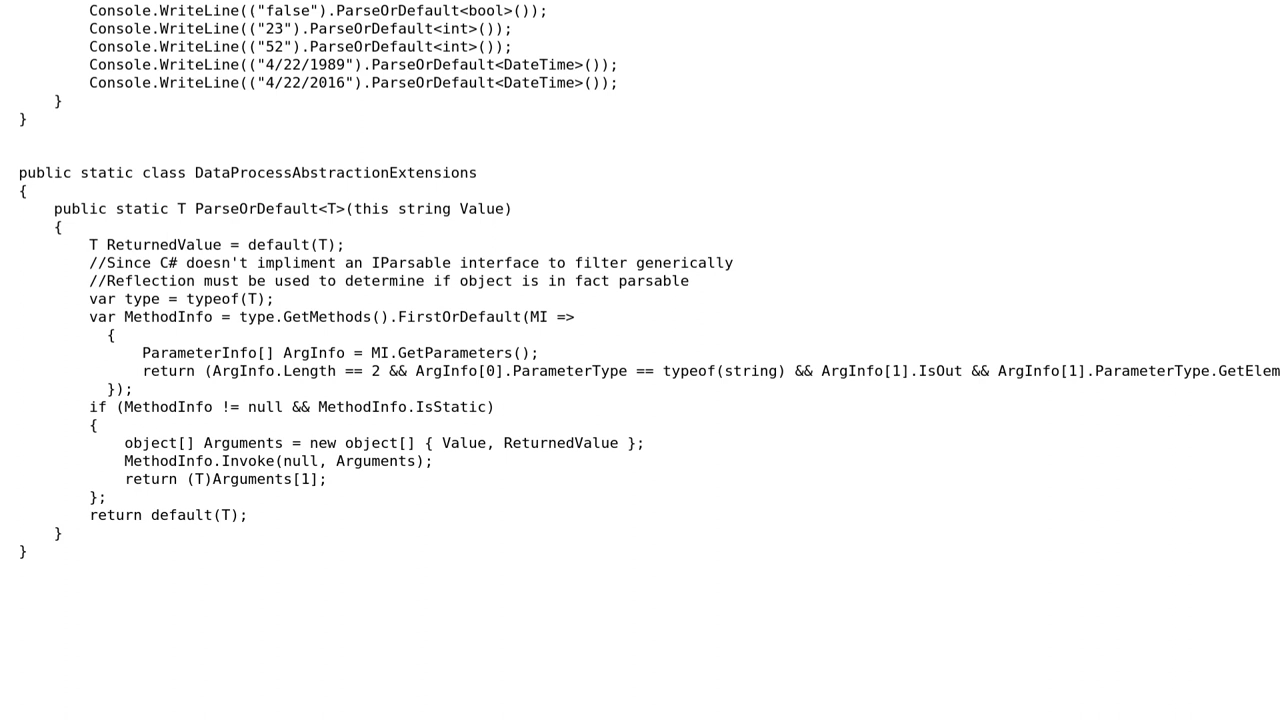 Console.WriteLine(("false").ParseOrDefault<bool>());
Console.WriteLine(("23").ParseOrDefault<int>());
Console.WriteLine(("52").ParseOrDefault<int>());
Console.WriteLine(("4/22/1989").ParseOrDefault<DateTime>());
Console.WriteLine(("4/22/2016").ParseOrDefault<DateTime>());
}
}
public static class DataProcessAbstractionExtensions
{
public static T ParseOrDefault<T>(this string Value)
{
T ReturnedValue = default(T);
//Since C# doesn't impliment an IParsable interface to filter generically
//Reflection must be used to determine if object is in fact parsable
var type = typeof(T);
var MethodInfo = type.GetMethods().FirstOrDefault(MI =>
{
ParameterInfo[] ArgInfo = MI.GetParameters();
return (ArgInfo.Length == 2 && ArgInfo[0].ParameterType == typeof(string) && ArgInfo[1].IsOut && ArgInfo[1].ParameterType.GetElem
});
if (MethodInfo != null && MethodInfo.IsStatic)
{
object[] Arguments = new object[] { Value, ReturnedValue };
MethodInfo.Invoke(null, Arguments);
return (T)Arguments[1];
};
return default(T);
}
}